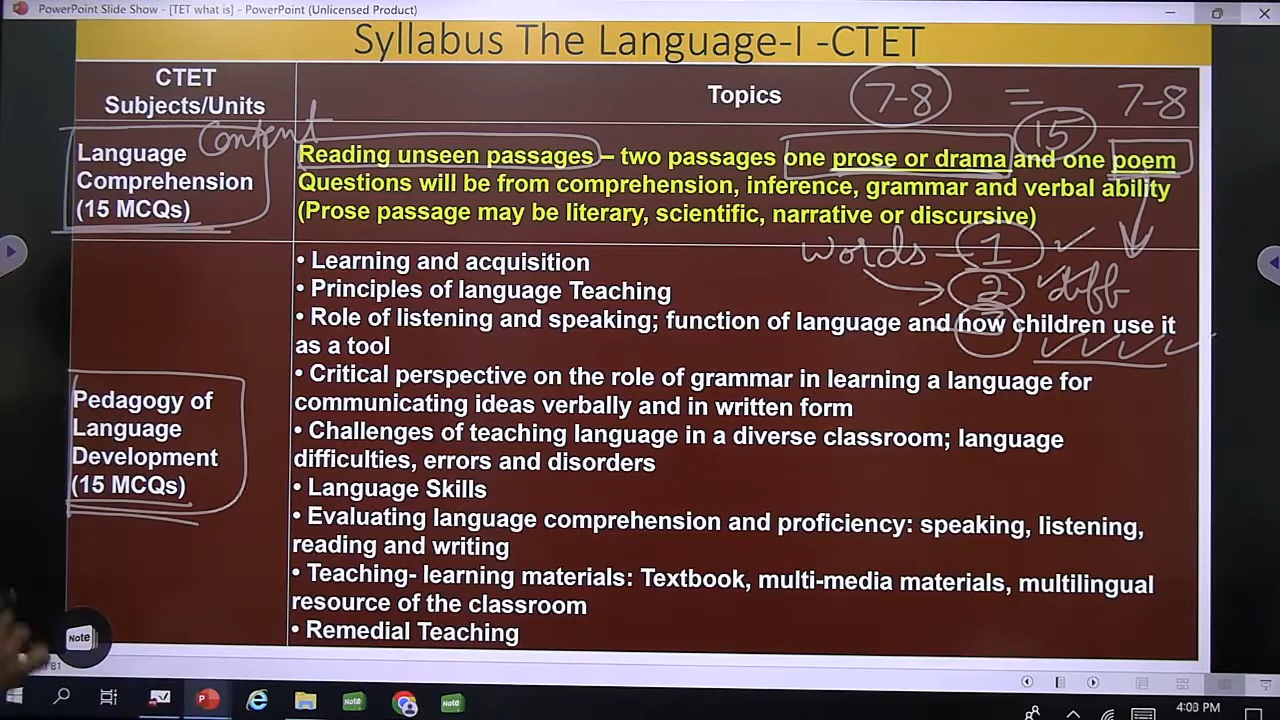 PowerPoint Slide Show - [TET what is] - PowerPoint (Unlicensed Product)
Syllabus The Language-I -CTET
CTET
Subjects/Units
Topics
7-8 = 7-8
Content
15
Language
Comprehension
(15 MCQs)
Reading unseen passages – two passages one prose or drama and one poem
Questions will be from comprehension, inference, grammar and verbal ability
(Prose passage may be literary, scientific, narrative or discursive)
words - 1
2 diff
Pedagogy of
Language
Development
(15 MCQs)
• Learning and acquisition
• Principles of language Teaching
• Role of listening and speaking; function of language and how children use it
as a tool
• Critical perspective on the role of grammar in learning a language for
communicating ideas verbally and in written form
• Challenges of teaching language in a diverse classroom; language
difficulties, errors and disorders
• Language Skills
• Evaluating language comprehension and proficiency: speaking, listening,
reading and writing
• Teaching- learning materials: Textbook, multi-media materials, multilingual
resource of the classroom
• Remedial Teaching
Note
81
Note
Note
4:03 PM